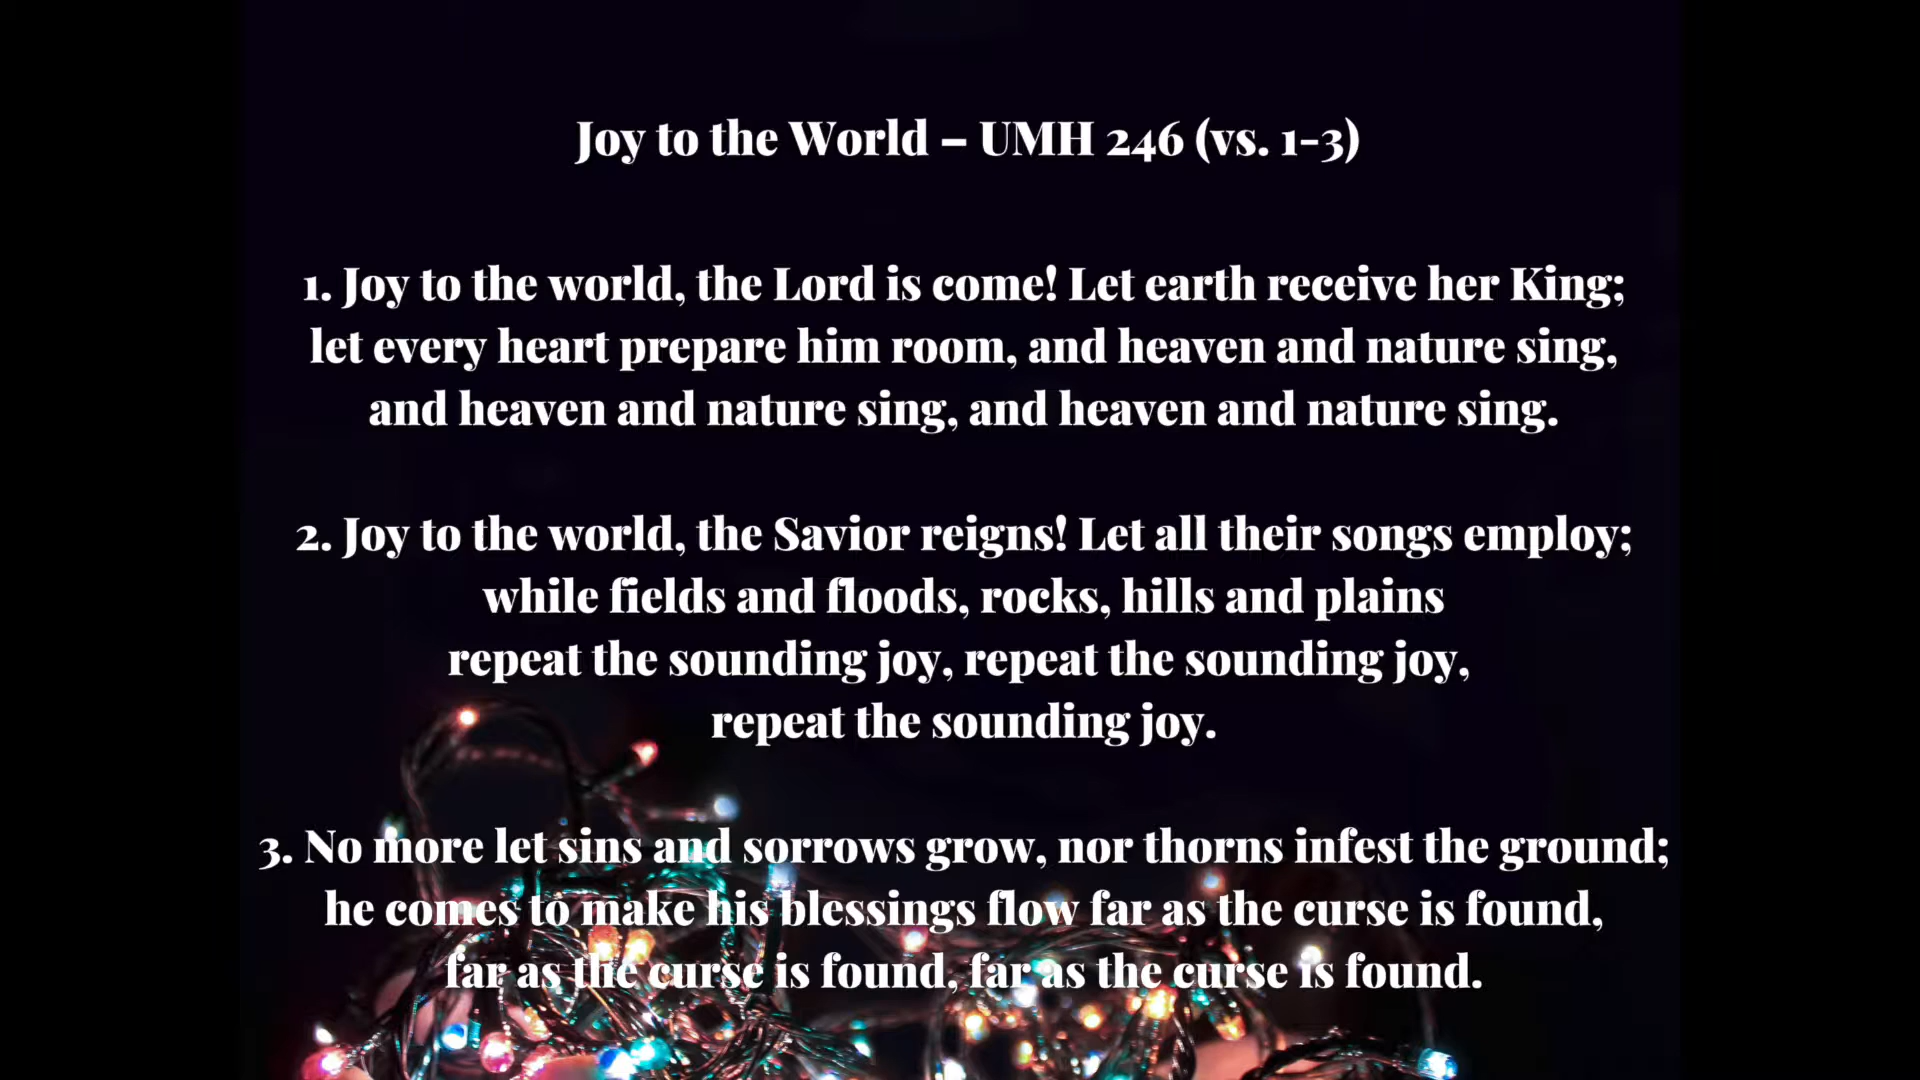 Joy to the World – UMH 246 (vs. 1-3)
1. Joy to the world, the Lord is come! Let earth receive her King;
let every heart prepare him room, and heaven and nature sing,
and heaven and nature sing, and heaven and nature sing.
2. Joy to the world, the Savior reigns! Let all their songs employ;
while fields and floods, rocks, hills and plains
repeat the sounding joy, repeat the sounding joy,
repeat the sounding joy.
3. No more let sins and sorrows grow, nor thorns infest the ground;
he comes to make his blessings flow far as the curse is found,
far as the curse is found, far as the curse is found.